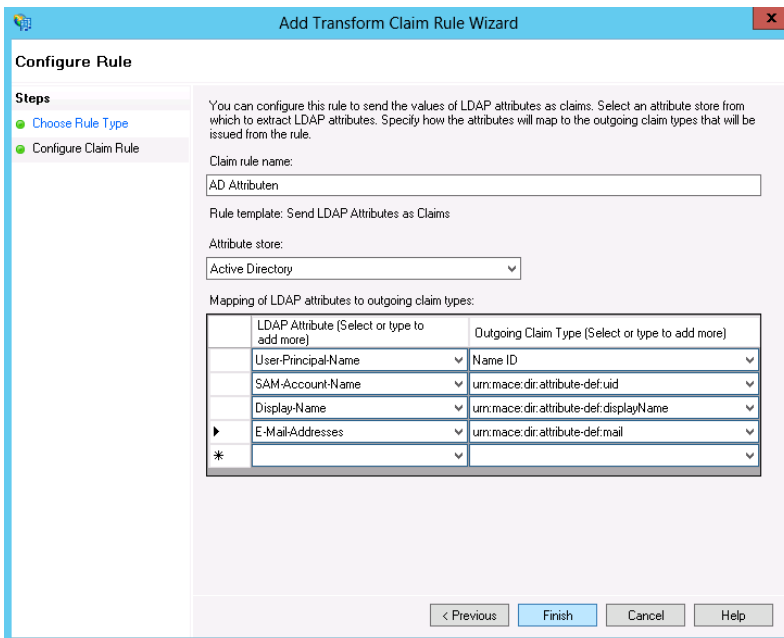 Add Transform Claim Rule Wizard
x
Configure Rule
Steps
Choose Rule Type
Configure Claim Rule
You can configure this rule to send the values of LDAP attributes as claims. Select an attribute store from
which to extract LDAP attributes. Specify how the attributes will map to the outgoing claim types that will be
issued from the rule.
Claim rule name:
AD Attributen
Rule template: Send LDAP Attributes as Claims
Attribute store:
Active Directory
Mapping of LDAP attributes to outgoing claim types:
LDAP Attribute (Select or type to
add more)
Outgoing Claim Type (Select or type to add more)
User-Principal-Name Name ID
SAM-Account-Name urn:mace:dir:attribute-def:uid
Display-Name urn:mace:dir:attribute-def:displayName
E-Mail-Addresses urn:mace:dir:attribute-def:mail
*
< Previous Finish Cancel Help